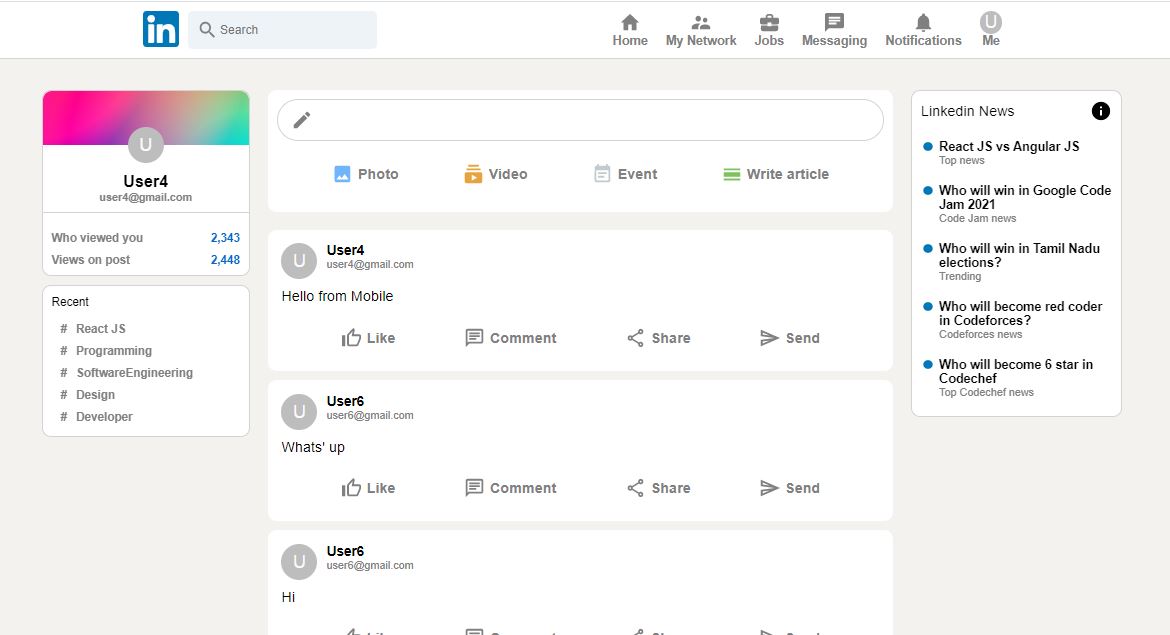 in
Search
Home
My Network
Jobs
Messaging
Notifications
U
Me
U
User4
user4@gmail.com
Who viewed you 2,343
Views on post 2,448
Recent
# React JS
# Programming
# SoftwareEngineering
# Design
# Developer
Photo
Video
Event
Write article
U
User4
user4@gmail.com
Hello from Mobile
Like
Comment
Share
Send
U
User6
user6@gmail.com
Whats' up
Like
Comment
Share
Send
U
User6
user6@gmail.com
Hi
Linkedin News
React JS vs Angular JS
Top news
Who will win in Google Code
Jam 2021
Code Jam news
Who will win in Tamil Nadu
elections?
Trending
Who will become red coder
in Codeforces?
Codeforces news
Who will become 6 star in
Codechef
Top Codechef news